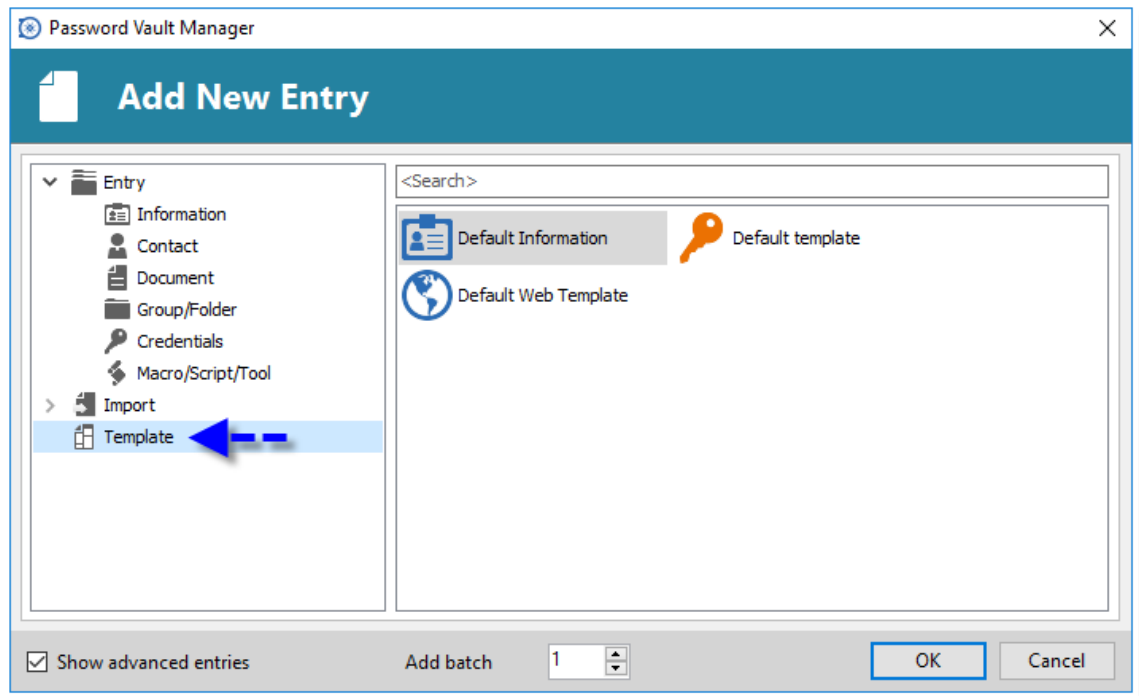 Password Vault Manager
Add New Entry
Entry
Information
Contact
Document
Group/Folder
Credentials
Macro/Script/Tool
Import
Template
<Search>
Default Information
Default template
Default Web Template
Show advanced entries
Add batch
1
OK
Cancel